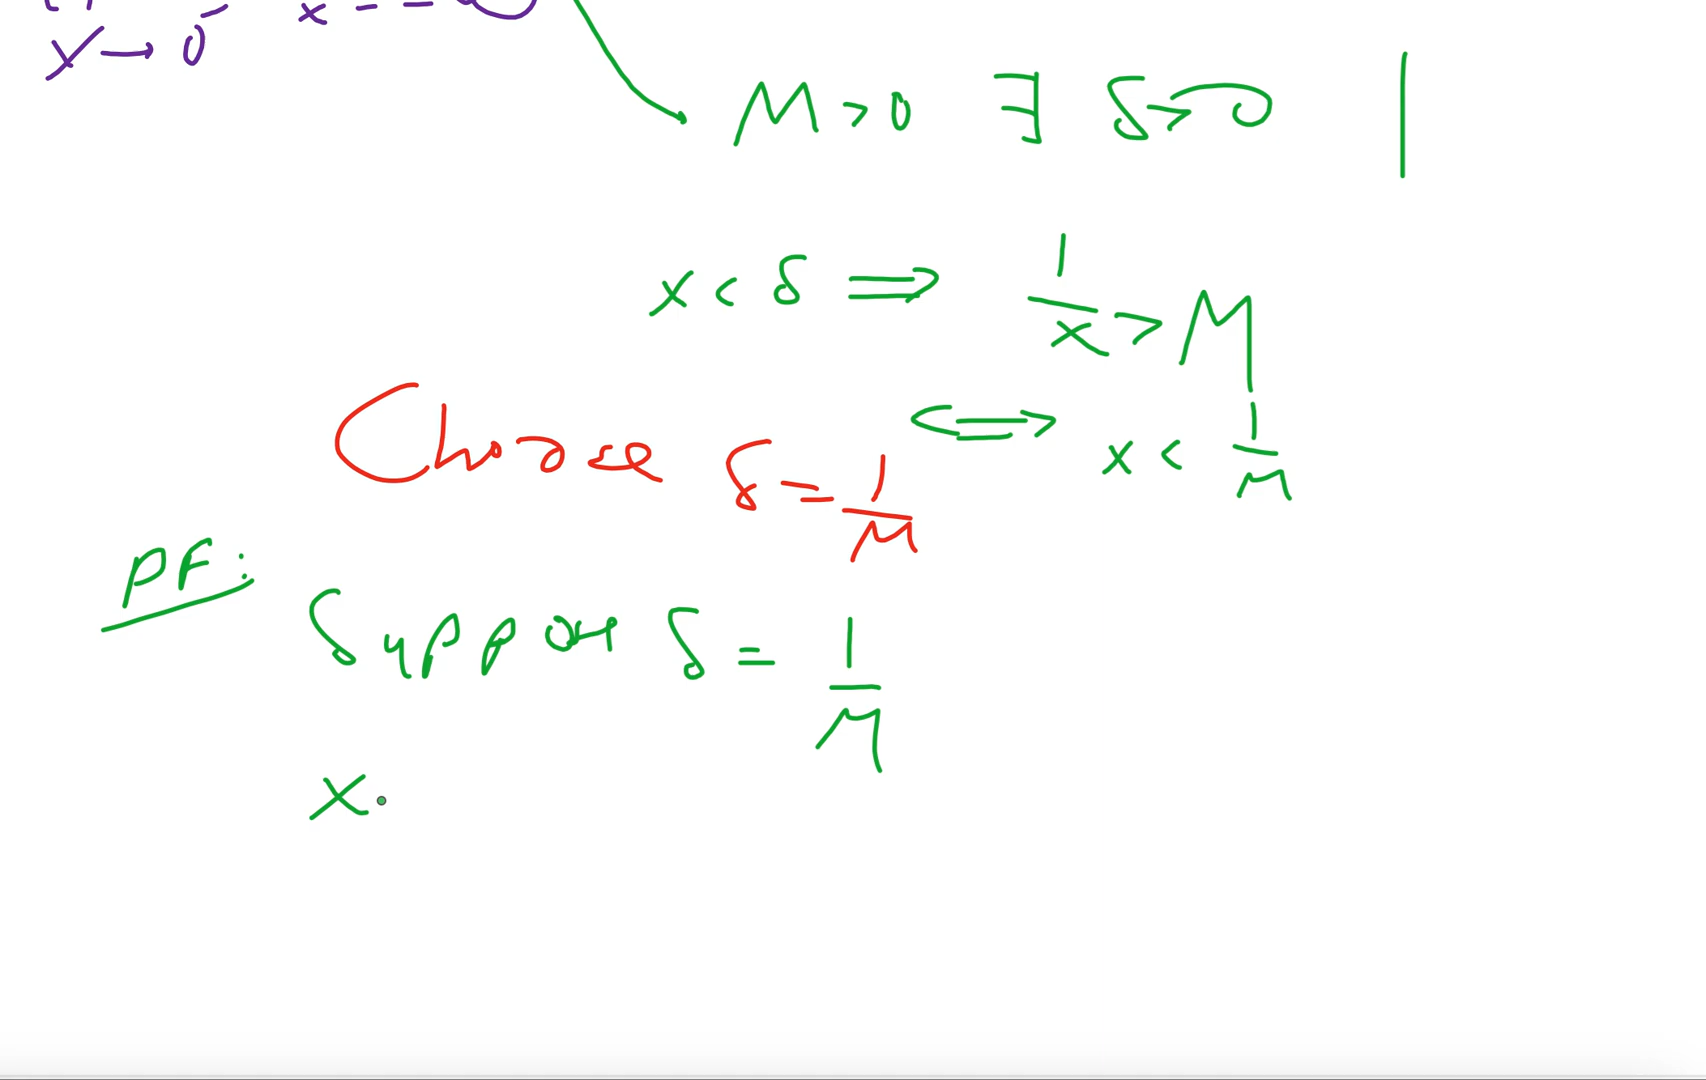 x → 0
M > 0 ∃ δ > 0 |
x < δ ⟹ 1/x > M
⟺ x < 1/M
Choose δ = 1/M
PF:
Suppose δ = 1/M
x